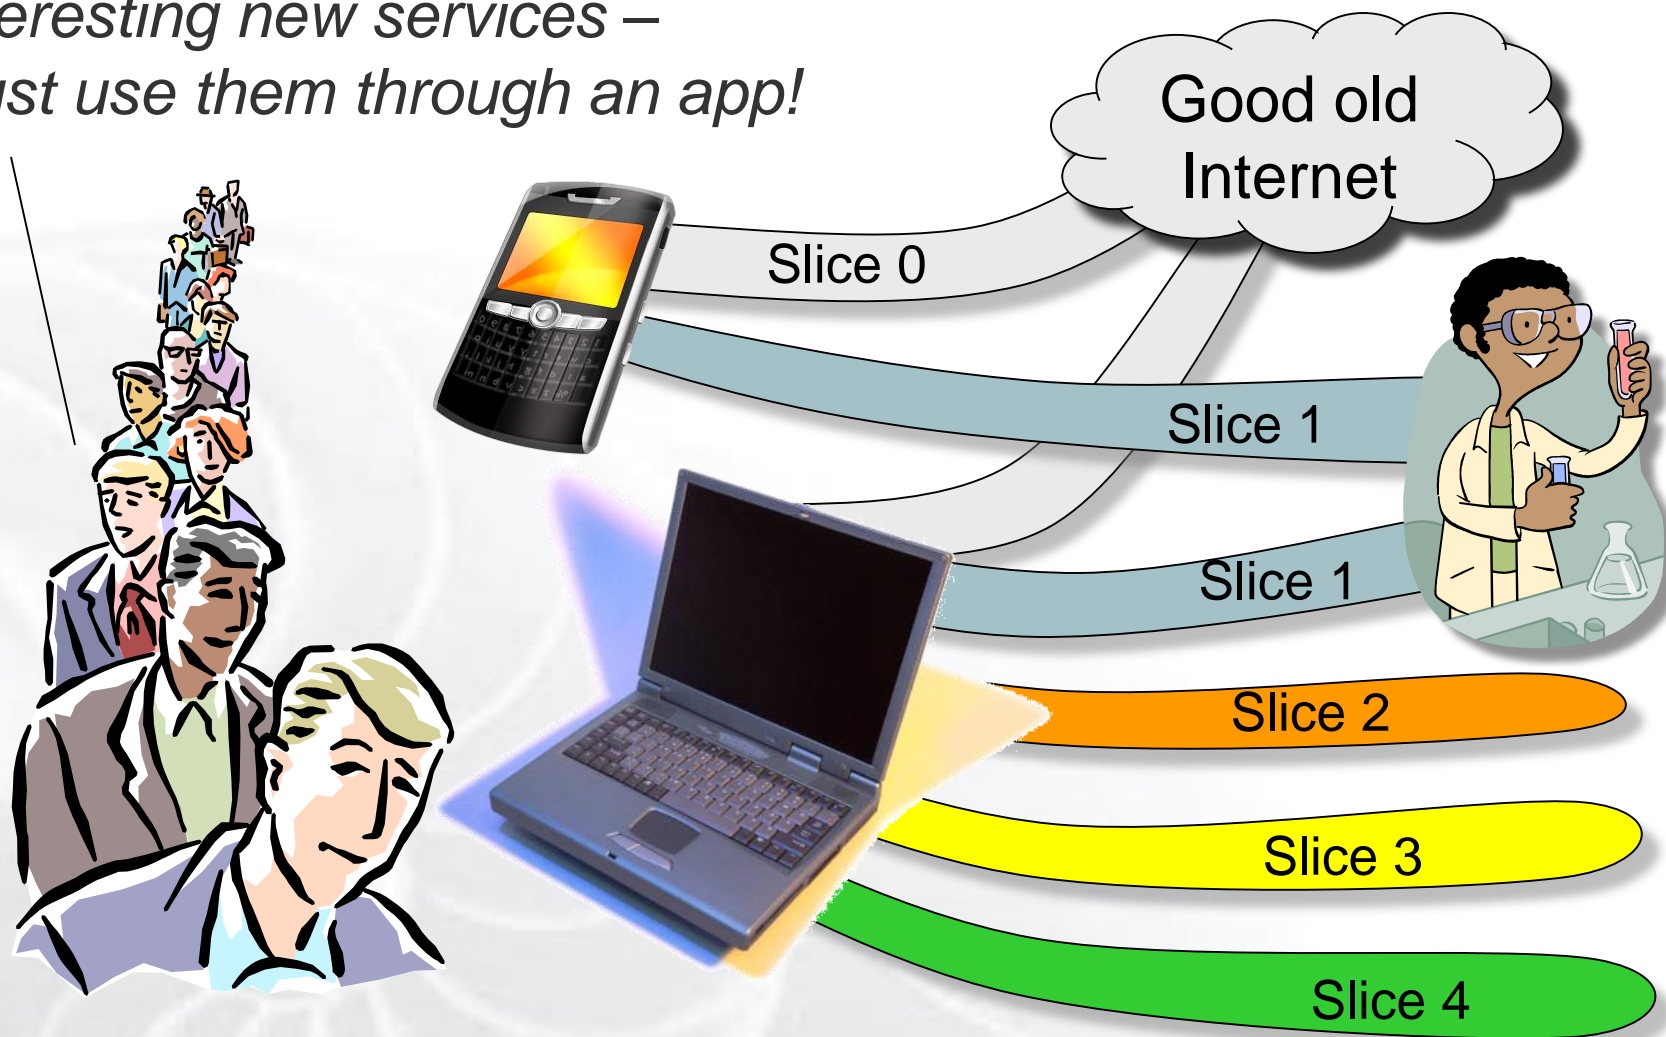 eresting new services –
ust use them through an app!
Good old
Internet
Slice 0
Slice 1
Slice 1
Slice 2
Slice 3
Slice 4